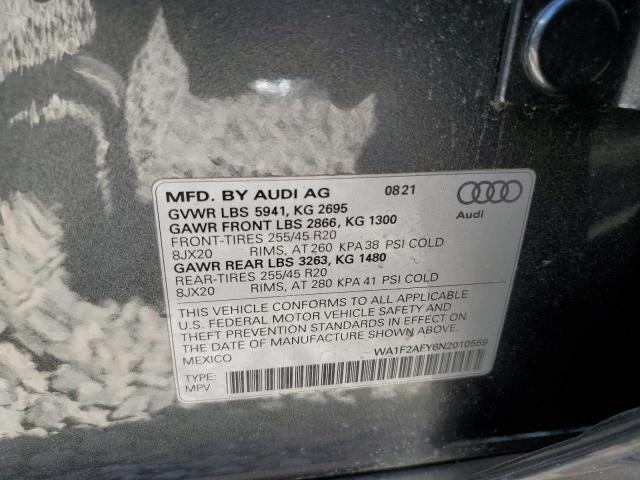 MFD. BY AUDI AG 08 21
GVWR LBS 5941, KG 2695
GAWR FRONT LBS 2866, KG 1300
FRONT-TIRES 255/45 R20
8JX20 RIMS, AT 260 KPA 38 PSI COLD
GAWR REAR LBS 3263, KG 1480
REAR-TIRES 255/45 R20
8JX20 RIMS, AT 280 KPA 41 PSI COLD
Audi
THIS VEHICLE CONFORMS TO ALL APPLICABLE
U.S. FEDERAL MOTOR VEHICLE SAFETY AND
THEFT PREVENTION STANDARDS IN EFFECT ON
THE DATE OF MANUFACTURE SHOWN ABOVE.
MEXICO WA1F2AFY6N2010559
TYPE:
MPV